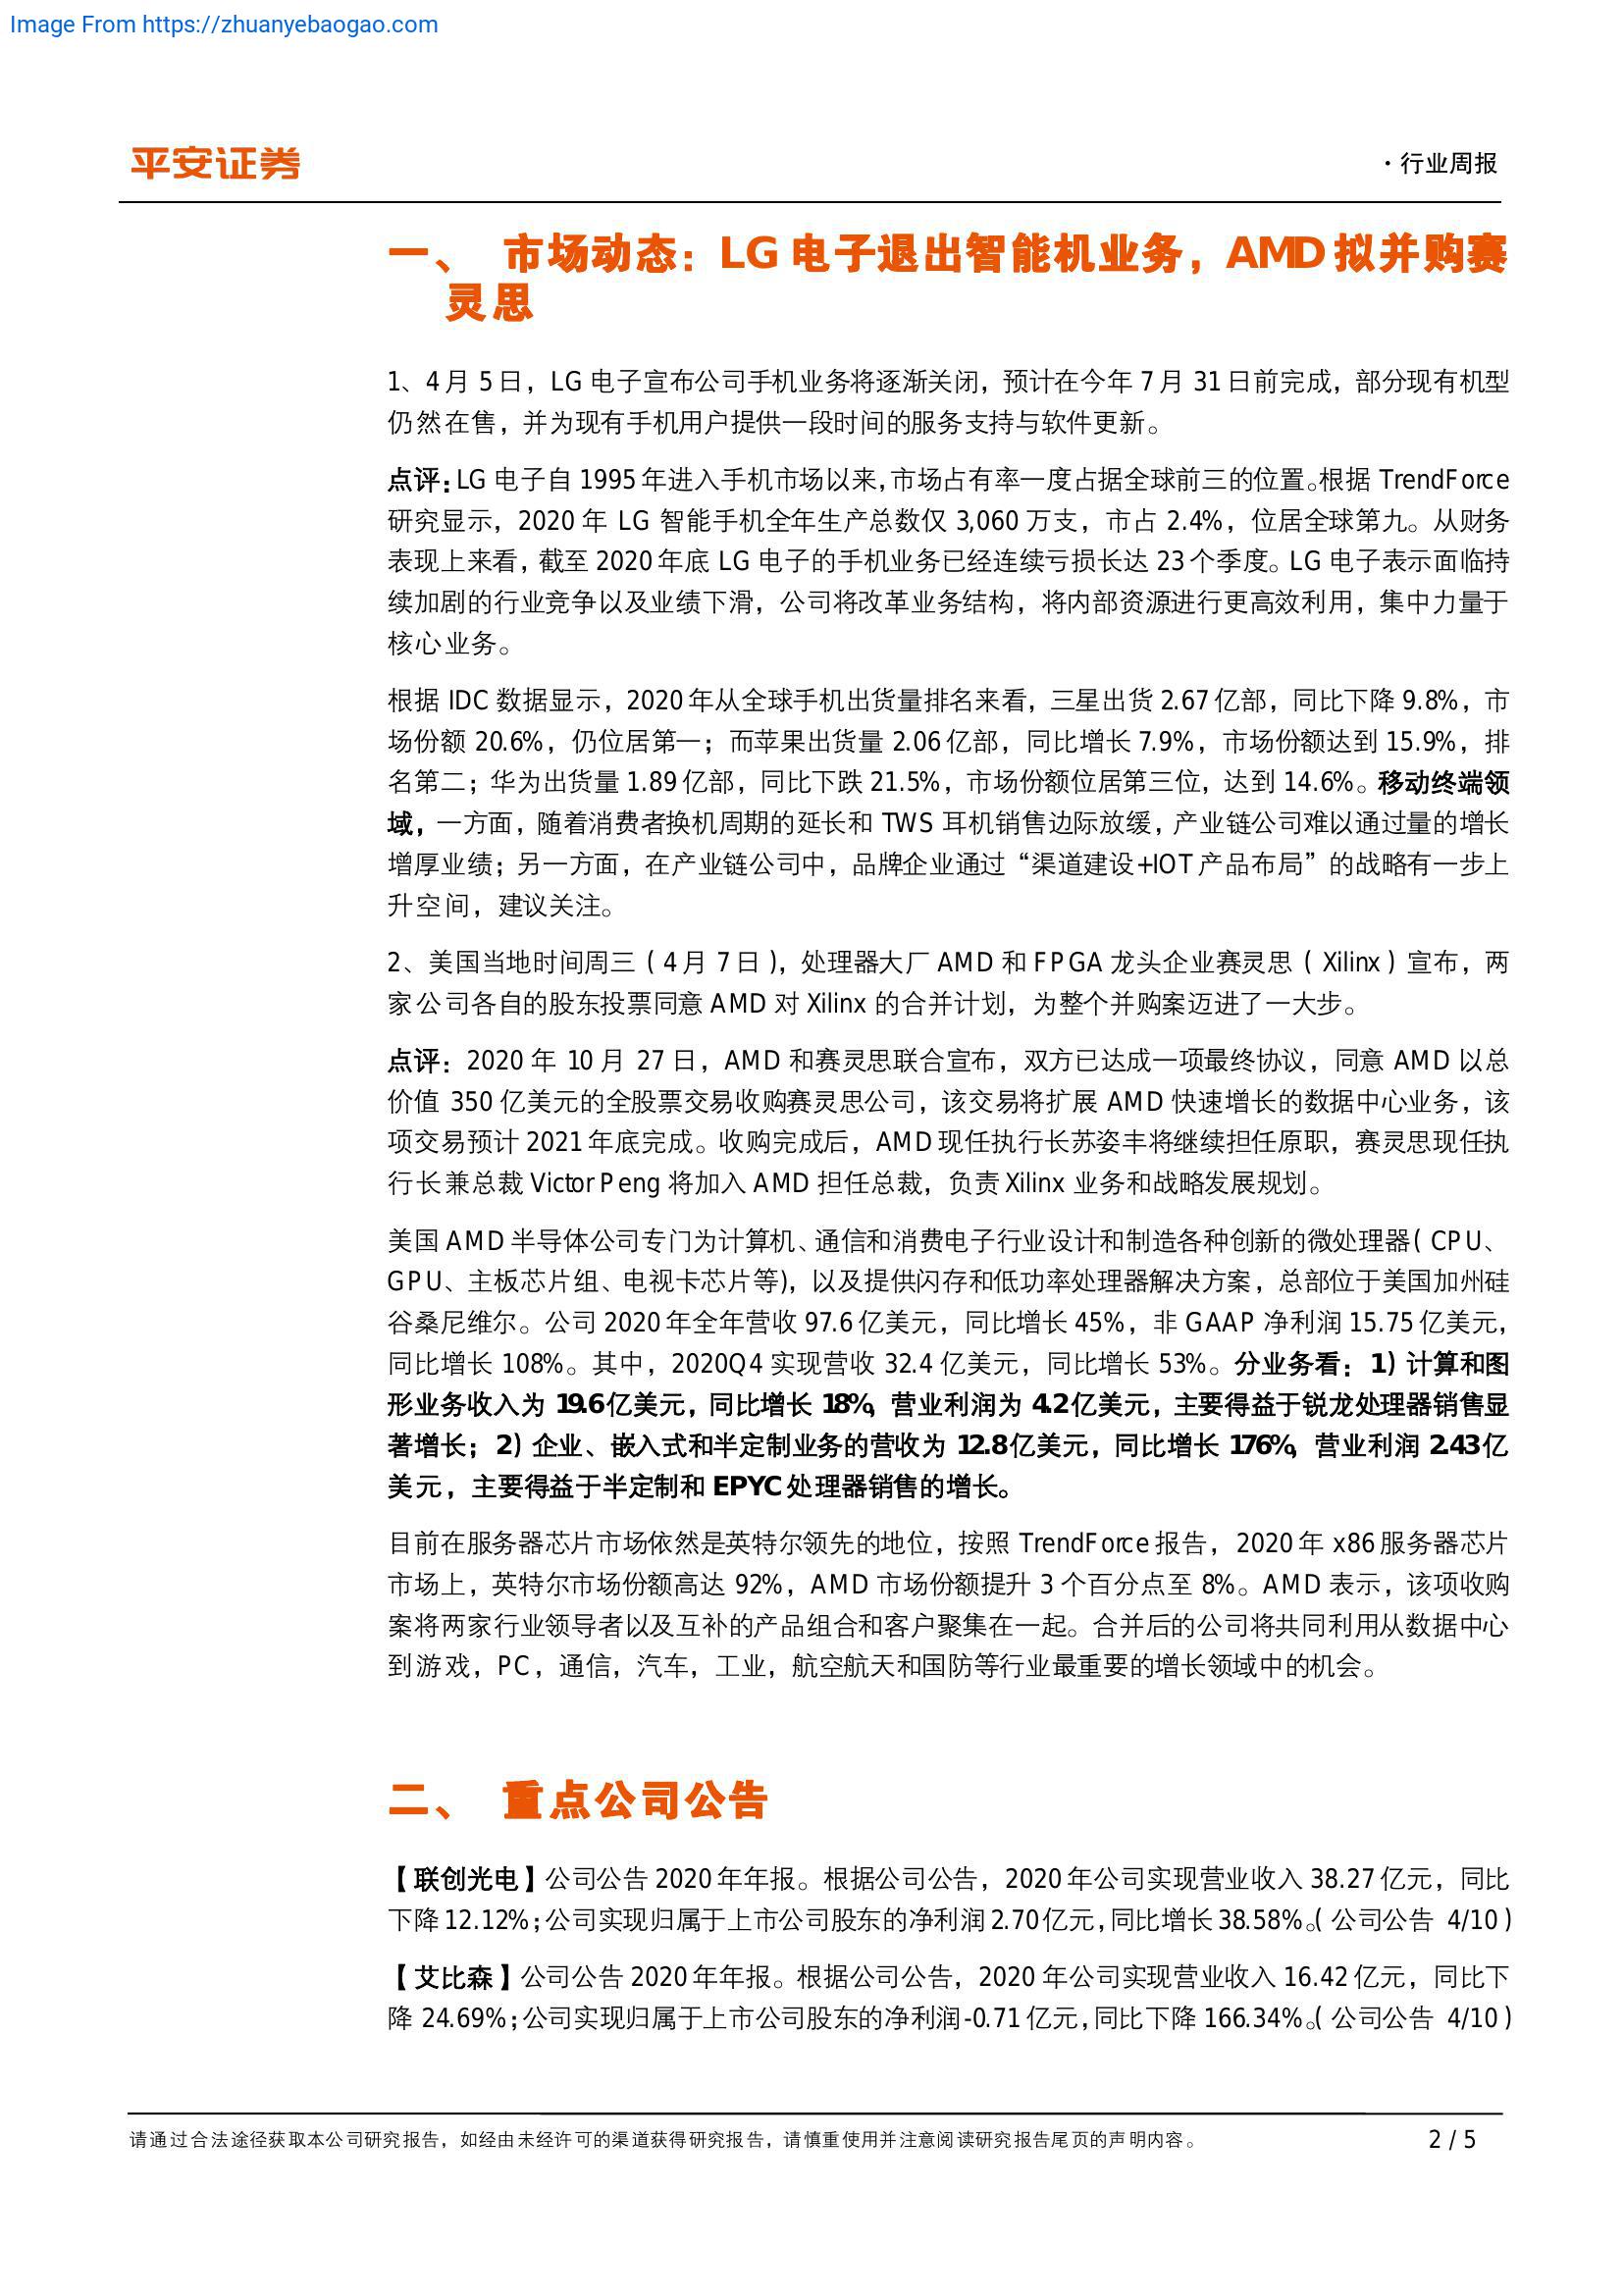 Image From https://zhuanyebaogao.com
平安证券
·行业周报
一、 市场动态：LG 电子退出智能机业务，AMD 拟并购赛
灵思
1、4 月 5 日，LG 电子宣布公司手机业务将逐渐关闭，预计在今年 7 月 31 日前完成，部分现有机型
仍然在售，并为现有手机用户提供一段时间的服务支持与软件更新。
点评：LG 电子自 1995 年进入手机市场以来，市场占有率一度占据全球前三的位置。根据 TrendForce
研究显示，2020 年 LG 智能手机全年生产总数仅 3,060 万支，市占 2.4%，位居全球第九。从财务
表现上来看，截至 2020 年底 LG 电子的手机业务已经连续亏损长达 23 个季度。LG 电子表示面临持
续加剧的行业竞争以及业绩下滑，公司将改革业务结构，将内部资源进行更高效利用，集中力量于
核心业务。
根据 IDC 数据显示，2020 年从全球手机出货量排名来看，三星出货 2.67 亿部，同比下降 9.8%，市
场份额 20.6%，仍位居第一；而苹果出货量 2.06 亿部，同比增长 7.9%，市场份额达到 15.9%，排
名第二；华为出货量 1.89 亿部，同比下跌 21.5%，市场份额位居第三位，达到 14.6%。移动终端领
域，一方面，随着消费者换机周期的延长和 TWS 耳机销售边际放缓，产业链公司难以通过量的增长
增厚业绩；另一方面，在产业链公司中，品牌企业通过“渠道建设+IOT 产品布局”的战略有一步上
升空间，建议关注。
2、美国当地时间周三（4 月 7 日），处理器大厂 AMD 和 FPGA 龙头企业赛灵思（Xilinx）宣布，两
家公司各自的股东投票同意 AMD 对 Xilinx 的合并计划，为整个并购案迈进了一大步。
点评：2020 年 10 月 27 日，AMD 和赛灵思联合宣布，双方已达成一项最终协议，同意 AMD 以总
价值 350 亿美元的全股票交易收购赛灵思公司，该交易将扩展 AMD 快速增长的数据中心业务，该
项交易预计 2021 年底完成。收购完成后，AMD 现任执行长苏姿丰将继续担任原职，赛灵思现任执
行长兼总裁 Victor Peng 将加入 AMD 担任总裁，负责 Xilinx 业务和战略发展规划。
美国 AMD 半导体公司专门为计算机、通信和消费电子行业设计和制造各种创新的微处理器（CPU、
GPU、主板芯片组、电视卡芯片等），以及提供闪存和低功率处理器解决方案，总部位于美国加州硅
谷桑尼维尔。公司 2020 年全年营收 97.6 亿美元，同比增长 45%，非 GAAP 净利润 15.75 亿美元，
同比增长 108%。其中，2020Q4 实现营收 32.4 亿美元，同比增长 53%。分业务看：1）计算和图
形业务收入为 19.6 亿美元，同比增长 18%，营业利润为 4.2 亿美元，主要得益于锐龙处理器销售显
著增长；2）企业、嵌入式和半定制业务的营收为 12.8 亿美元，同比增长 176%，营业利润 2.43 亿
美元，主要得益于半定制和 EPYC 处理器销售的增长。
目前在服务器芯片市场依然是英特尔领先的地位，按照 TrendForce 报告，2020 年 x86 服务器芯片
市场上，英特尔市场份额高达 92%，AMD 市场份额提升 3 个百分点至 8%。AMD 表示，该项收购
案将两家行业领导者以及互补的产品组合和客户聚集在一起。合并后的公司将共同利用从数据中心
到游戏，PC，通信，汽车，工业，航空航天和国防等行业最重要的增长领域中的机会。
二、 重点公司公告
【联创光电】公司公告 2020 年年报。根据公司公告，2020 年公司实现营业收入 38.27 亿元，同比
下降 12.12%；公司实现归属于上市公司股东的净利润 2.70 亿元，同比增长 38.58%。（公司公告 4/10）
【艾比森】公司公告 2020 年年报。根据公司公告，2020 年公司实现营业收入 16.42 亿元，同比下
降 24.69%；公司实现归属于上市公司股东的净利润-0.71 亿元，同比下降 166.34%。（公司公告 4/10）
请通过合法途径获取本公司研究报告，如经由未经许可的渠道获得研究报告，请慎重使用并注意阅读研究报告尾页的声明内容。
2 / 5